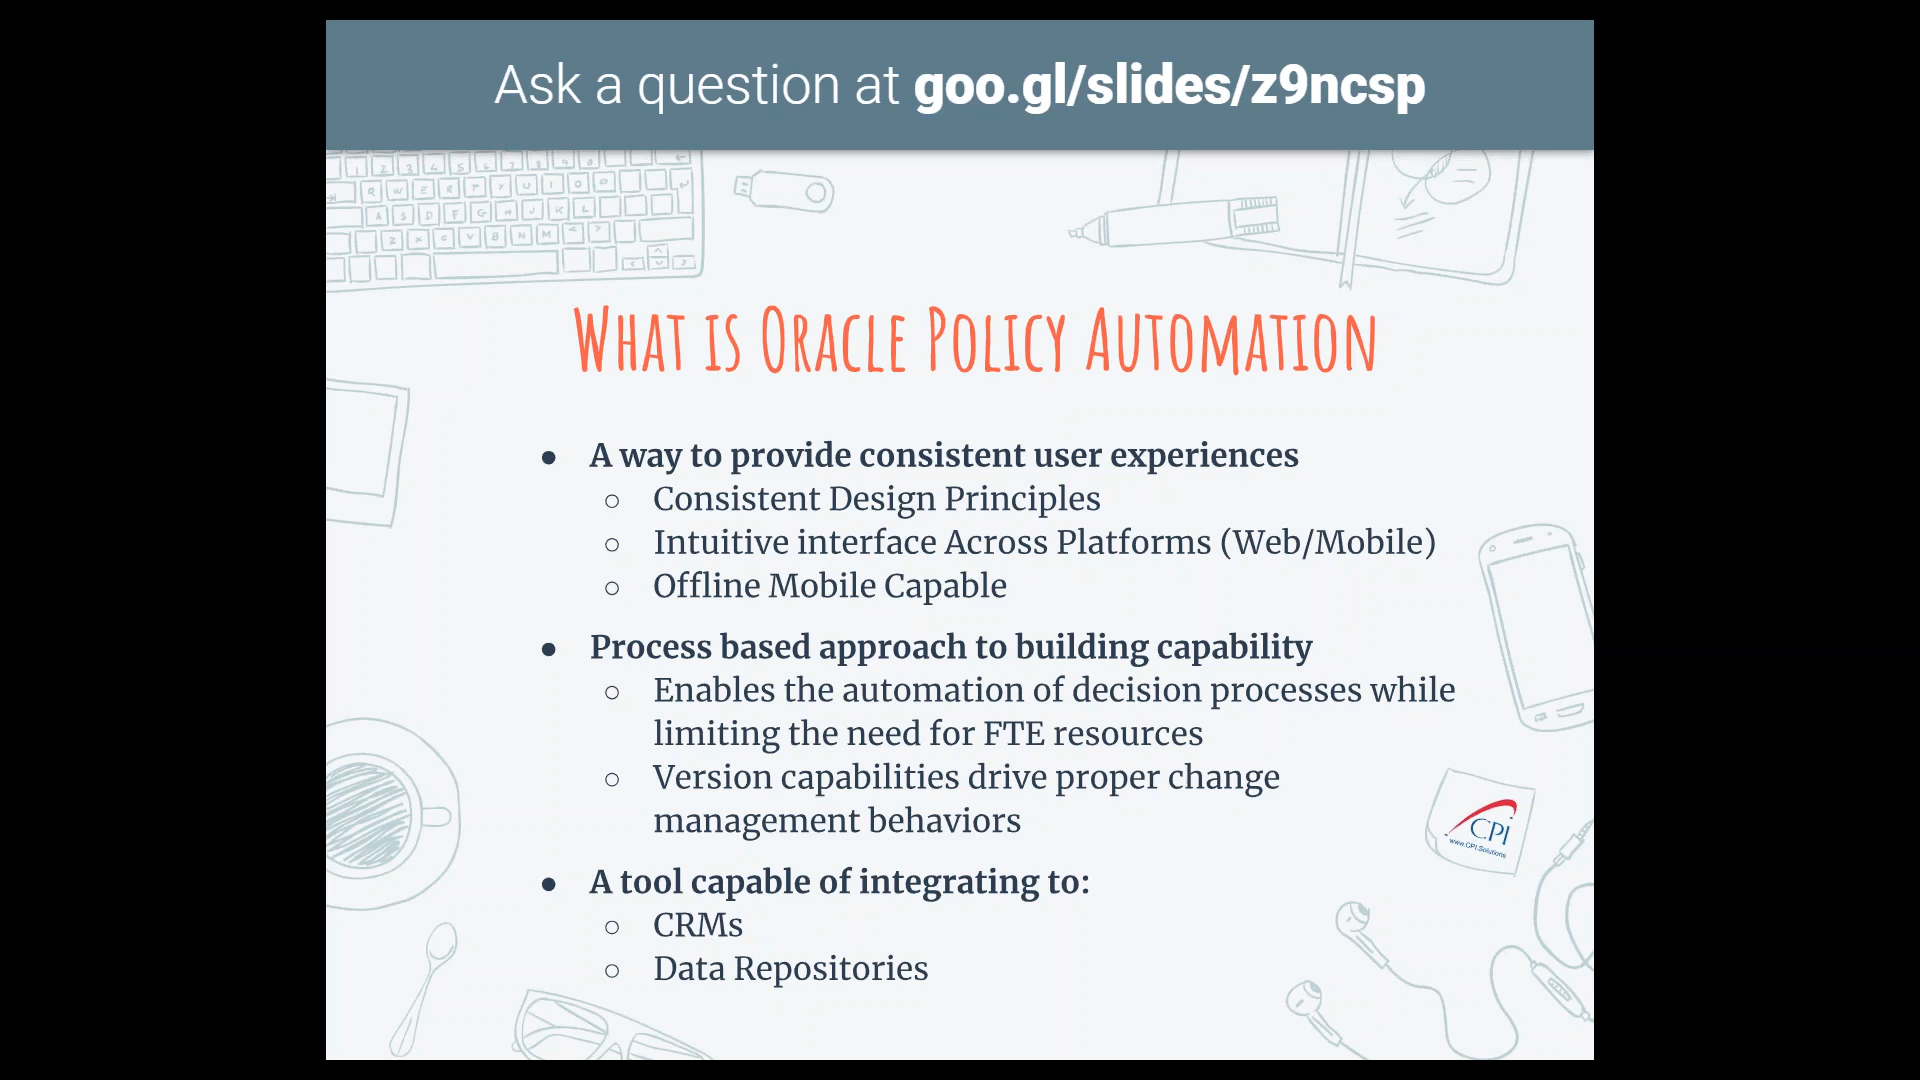 Ask a question at goo.gl/slides/z9ncsp
What is Oracle Policy Automation
● A way to provide consistent user experiences
○ Consistent Design Principles
○ Intuitive interface Across Platforms (Web/Mobile)
○ Offline Mobile Capable
● Process based approach to building capability
○ Enables the automation of decision processes while
limiting the need for FTE resources
○ Version capabilities drive proper change
management behaviors
● A tool capable of integrating to:
○ CRMs
○ Data Repositories
CPI
www.CPI.Solutions